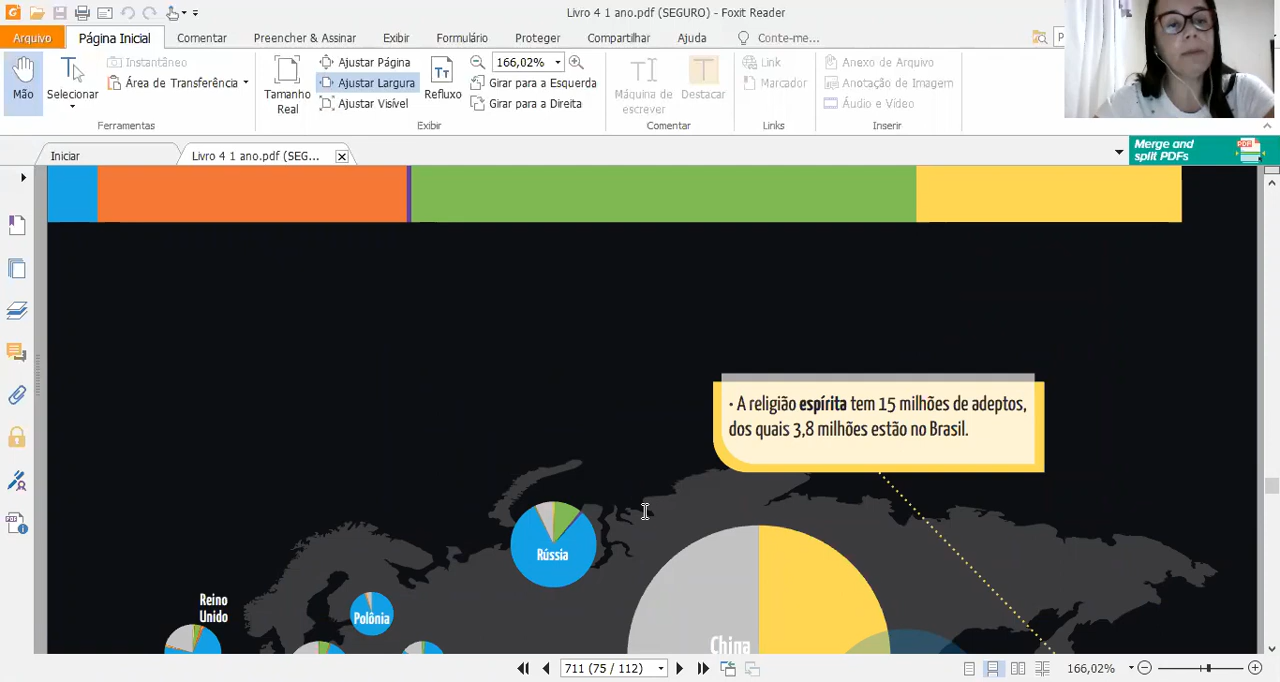 Livro 4 1 ano.pdf (SEGURO) - Foxit Reader
Arquivo
Página Inicial
Comentar
Preencher & Assinar
Exibir
Formulário
Proteger
Compartilhar
Ajuda
Conte-me...
Mão
Selecionar
Instantâneo
Área de Transferência
Ferramentas
Tamanho
Real
Ajustar Página
Ajustar Largura
Ajustar Visível
Refluxo
166,02%
Girar para a Esquerda
Girar para a Direita
Exibir
Máquina de
escrever
Destacar
Comentar
Link
Marcador
Links
Anexo de Arquivo
Anotação de Imagem
Áudio e Vídeo
Inserir
Iniciar
Livro 4 1 ano.pdf (SEG...
Merge and
split PDFs
• A religião espírita tem 15 milhões de adeptos,
dos quais 3,8 milhões estão no Brasil.
Rússia
Reino
Unido
Polônia
China
711 (75 / 112)
166,02%